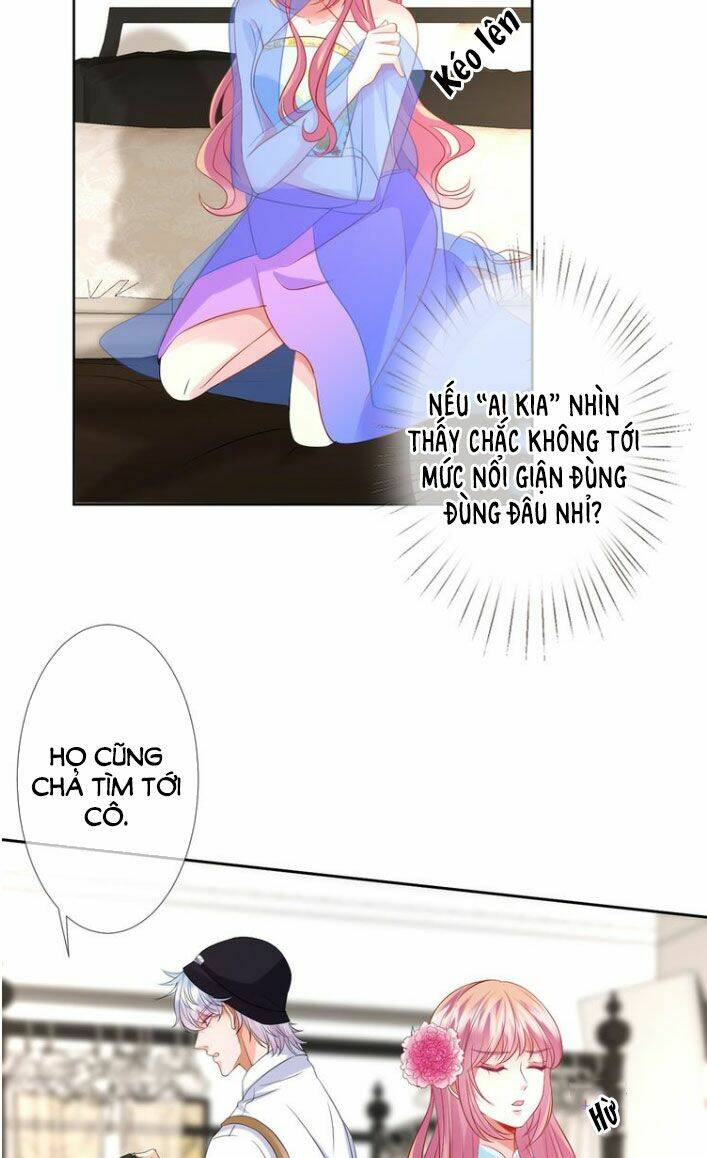 Kéo lên
NẾU “AI KIA” NHÌN
THẤY CHẮC KHÔNG TỚI
MỨC NỔI GIẬN ĐÙNG
ĐÙNG ĐÂU NHỈ?
HỌ CŨNG
CHẢ TÌM TỚI
CÔ.
Hừ